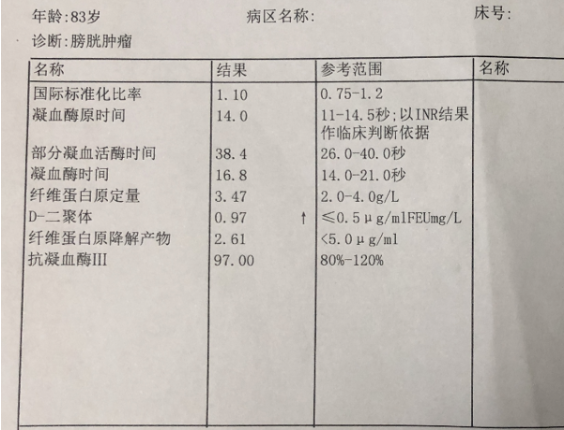 年龄:83岁 病区名称: 床号:
诊断:膀胱肿瘤
名称 结果 参考范围 名称
国际标准化比率 1.10 0.75-1.2
凝血酶原时间 14.0 11-14.5秒;以INR结果
作临床判断依据
部分凝血活酶时间 38.4 26.0-40.0秒
凝血酶时间 16.8 14.0-21.0秒
纤维蛋白原定量 3.47 2.0-4.0g/L
D-二聚体 0.97 ↑ ≤0.5μg/mlFEUmg/L
纤维蛋白原降解产物 2.61 <5.0μg/ml
抗凝血酶III 97.00 80%-120%